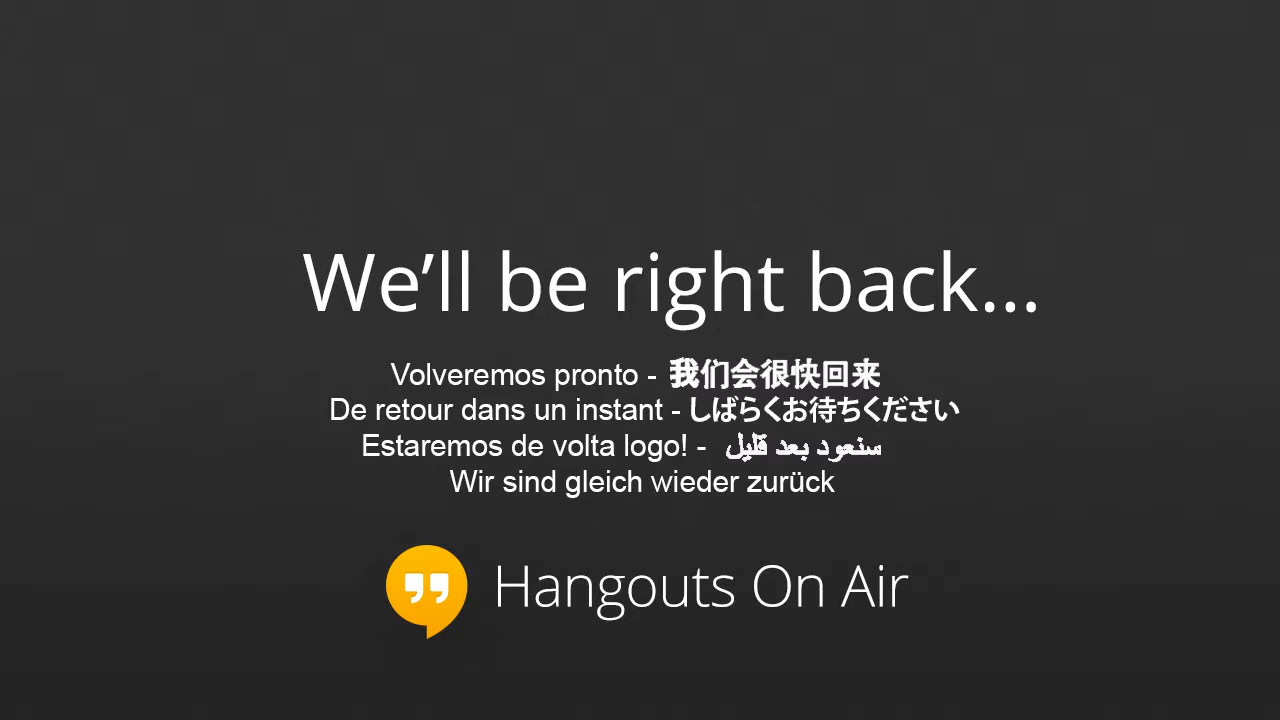 We’ll be right back...
Volveremos pronto - 我们会很快回来
De retour dans un instant - しばらくお待ちください
Estaremos de volta logo! - سنعود بعد قليل
Wir sind gleich wieder zurück
Hangouts On Air